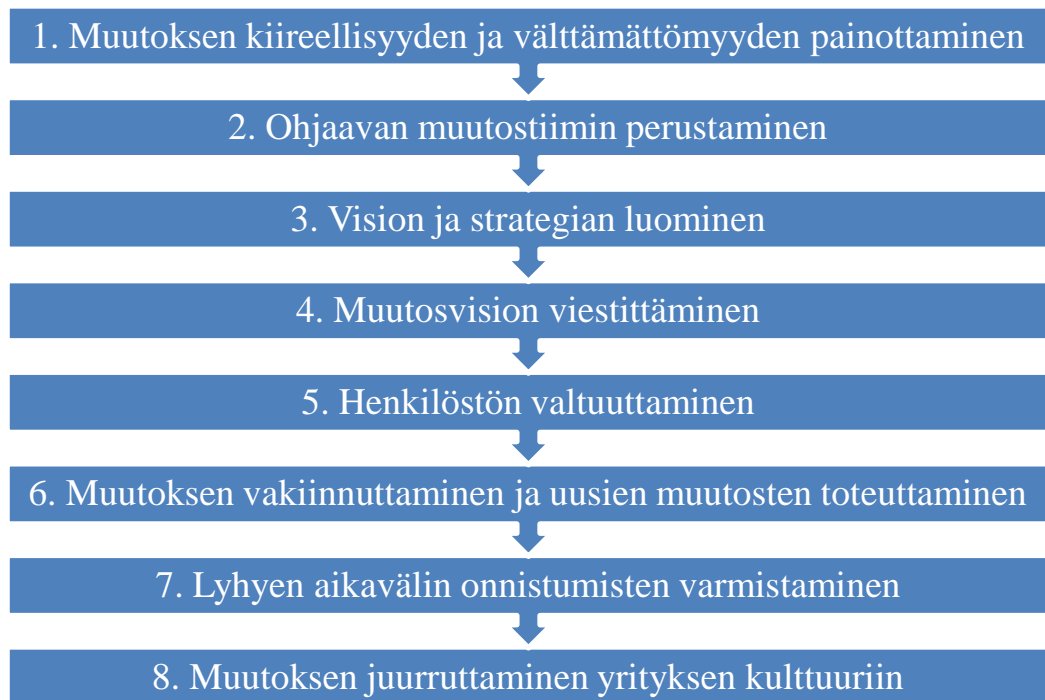 1. Muutoksen kiireellisyyden ja välttämättömyyden painottaminen
2. Ohjaavan muutostiimin perustaminen
3. Vision ja strategian luominen
4. Muutosvision viestittäminen
5. Henkilöstön valtuuttaminen
6. Muutoksen vakiinnuttaminen ja uusien muutosten toteuttaminen
7. Lyhyen aikavälin onnistumisten varmistaminen
8. Muutoksen juurruttaminen yrityksen kulttuuriin